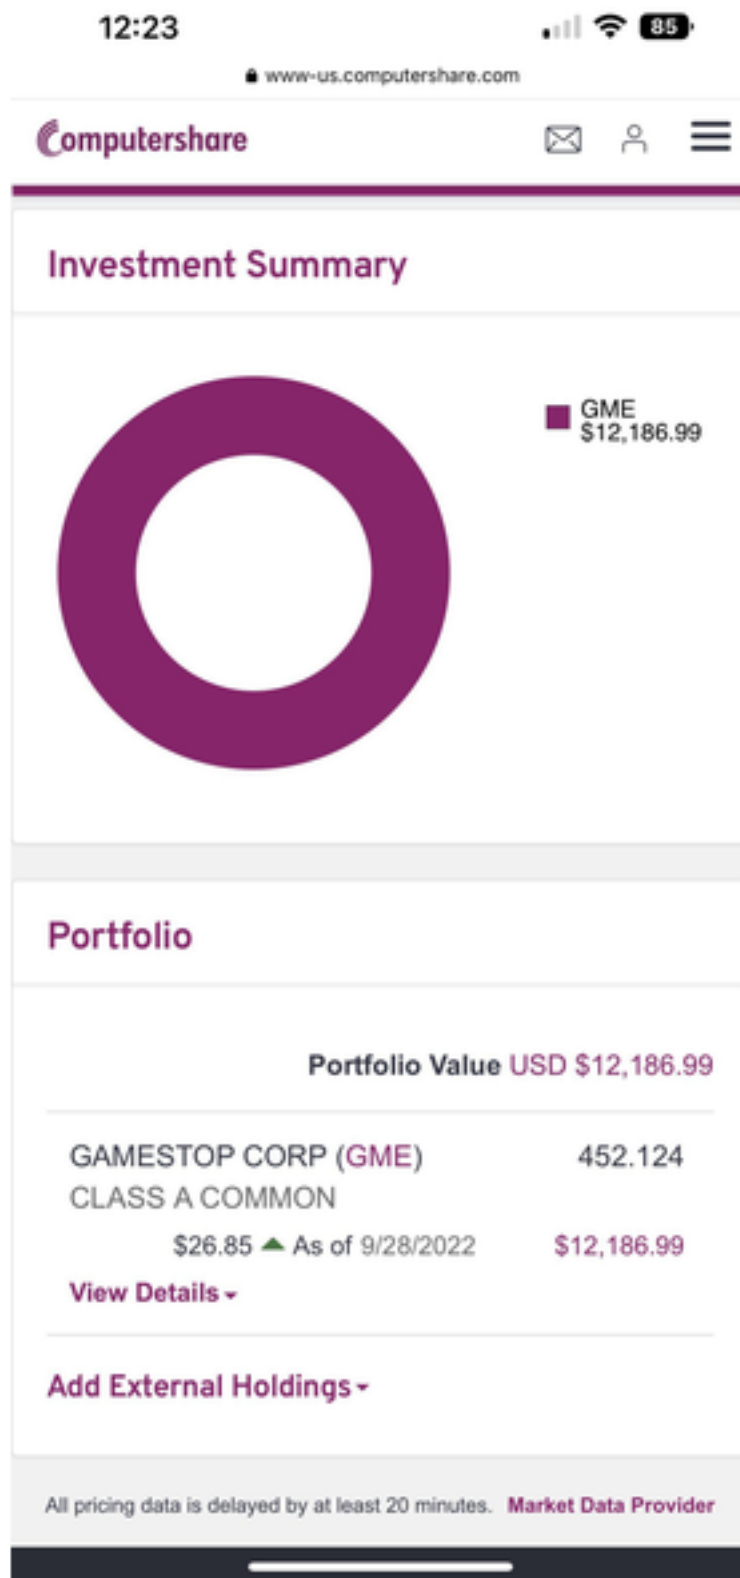 12:23
85
www-us.computershare.com
Computershare
Investment Summary
GME
$12,186.99
Portfolio
Portfolio Value USD $12,186.99
GAMESTOP CORP (GME) 452.124
CLASS A COMMON
$26.85 As of 9/28/2022 $12,186.99
View Details
Add External Holdings
All pricing data is delayed by at least 20 minutes. Market Data Provider